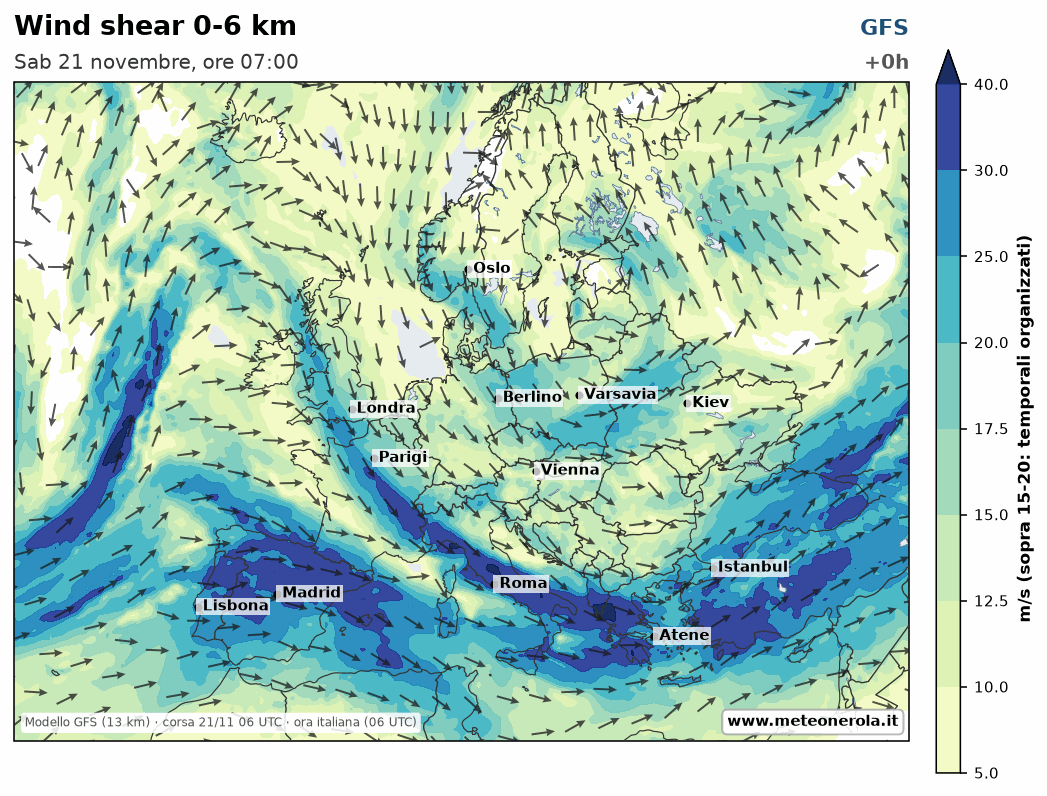 Wind shear 0-6 km
GFS
Sab 21 novembre, ore 07:00
+0h
40.0
30.0
25.0
20.0
17.5
15.0
12.5
10.0
5.0
m/s (sopra 15-20: temporali organizzati)
Oslo
Berlino
Varsavia
Kiev
Londra
Parigi
Vienna
Istanbul
Roma
Madrid
Lisbona
Atene
Modello GFS (13 km) · corsa 21/11 06 UTC · ora italiana (06 UTC)
www.meteonerola.it